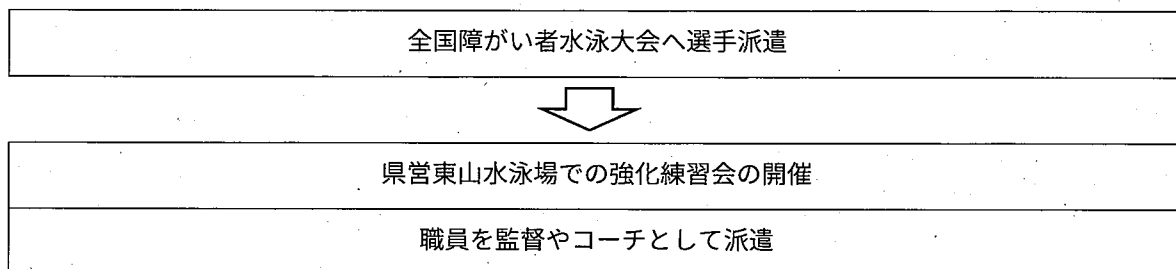 全国障がい者水泳大会へ選手派遣
県営東山水泳場での強化練習会の開催
職員を監督やコーチとして派遣